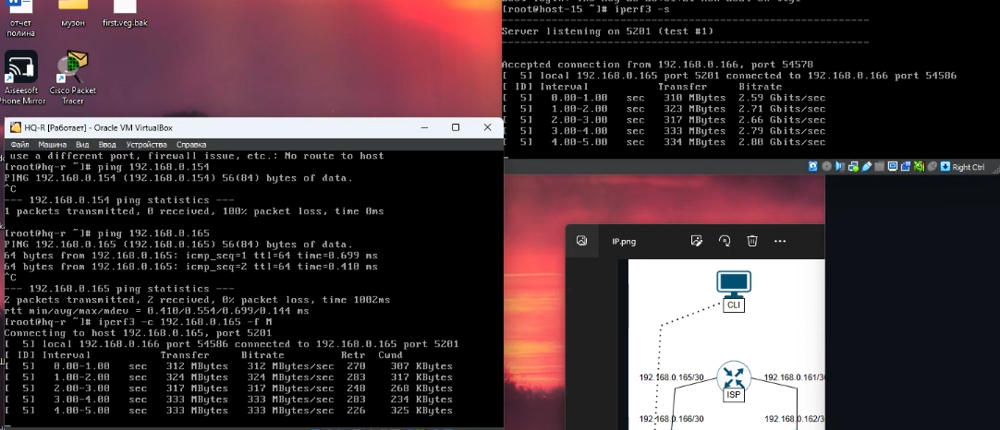 отчет
полина
музон
first.veg.bak
Aiseesoft
Phone Mirror
Cisco Packet
Tracer
[root@host-15 ~]# iperf3 -s
-----------------------------------------------------------
Server listening on 5201 (test #1)
-----------------------------------------------------------
Accepted connection from 192.168.0.166, port 54578
[  5] local 192.168.0.165 port 5201 connected to 192.168.0.166 port 54586
[ ID] Interval           Transfer     Bitrate
[  5]   0.00-1.00   sec   310 MBytes  2.59 Gbits/sec
[  5]   1.00-2.00   sec   323 MBytes  2.71 Gbits/sec
[  5]   2.00-3.00   sec   317 MBytes  2.66 Gbits/sec
[  5]   3.00-4.00   sec   333 MBytes  2.79 Gbits/sec
[  5]   4.00-5.00   sec   334 MBytes  2.80 Gbits/sec
Right Ctrl
HQ-R [Работает] - Oracle VM VirtualBox
Файл Машина Вид Ввод Устройства Справка
use a different port, firewall issue, etc.: No route to host
[root@hq-r ~]# ping 192.168.0.154
PING 192.168.0.154 (192.168.0.154) 56(84) bytes of data.
^C
--- 192.168.0.154 ping statistics ---
1 packets transmitted, 0 received, 100% packet loss, time 0ms
[root@hq-r ~]# ping 192.168.0.165
PING 192.168.0.165 (192.168.0.165) 56(84) bytes of data.
64 bytes from 192.168.0.165: icmp_seq=1 ttl=64 time=0.699 ms
64 bytes from 192.168.0.165: icmp_seq=2 ttl=64 time=0.410 ms
^C
--- 192.168.0.165 ping statistics ---
2 packets transmitted, 2 received, 0% packet loss, time 1002ms
rtt min/avg/max/mdev = 0.410/0.554/0.699/0.144 ms
[root@hq-r ~]# iperf3 -c 192.168.0.165 -f M
Connecting to host 192.168.0.165, port 5201
[  5] local 192.168.0.166 port 54586 connected to 192.168.0.165 port 5201
[ ID] Interval           Transfer     Bitrate         Retr  Cwnd
[  5]   0.00-1.00   sec   312 MBytes   312 MBytes/sec  270    307 KBytes
[  5]   1.00-2.00   sec   324 MBytes   324 MBytes/sec  283    317 KBytes
[  5]   2.00-3.00   sec   317 MBytes   317 MBytes/sec  248    268 KBytes
[  5]   3.00-4.00   sec   333 MBytes   333 MBytes/sec  283    234 KBytes
[  5]   4.00-5.00   sec   333 MBytes   333 MBytes/sec  226    325 KBytes
IP.png
CLI
192.168.0.165/30
192.168.0.161/3
ISP
192.168.0.166/30
192.168.0.162/3